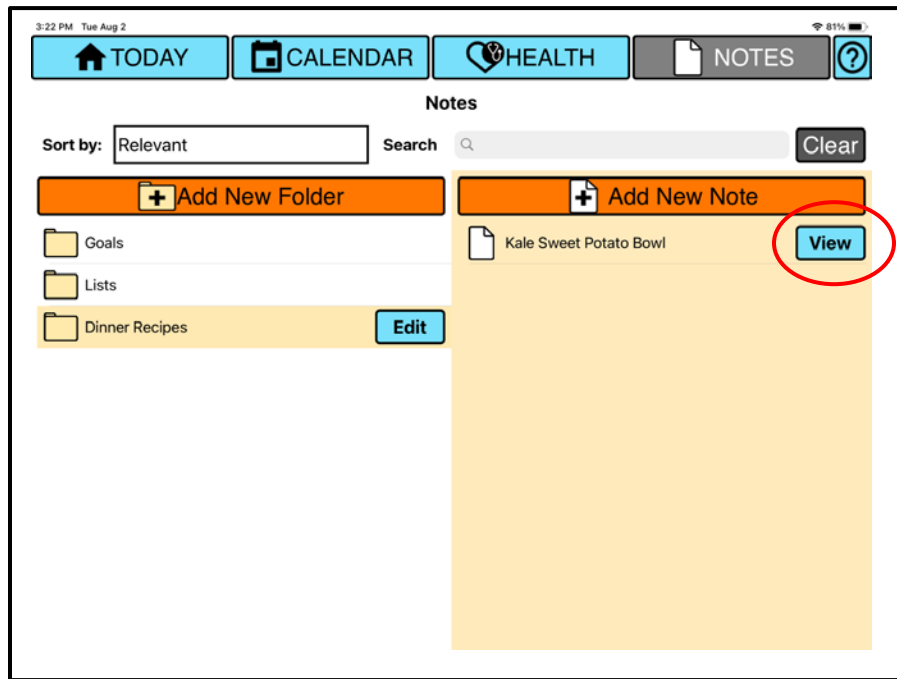 3:22 PM Tue Aug 2 81%
TODAY CALENDAR HEALTH NOTES ?
Notes
Sort by: Relevant Search Clear
Add New Folder Add New Note
Goals Kale Sweet Potato Bowl View
Lists
Dinner Recipes Edit